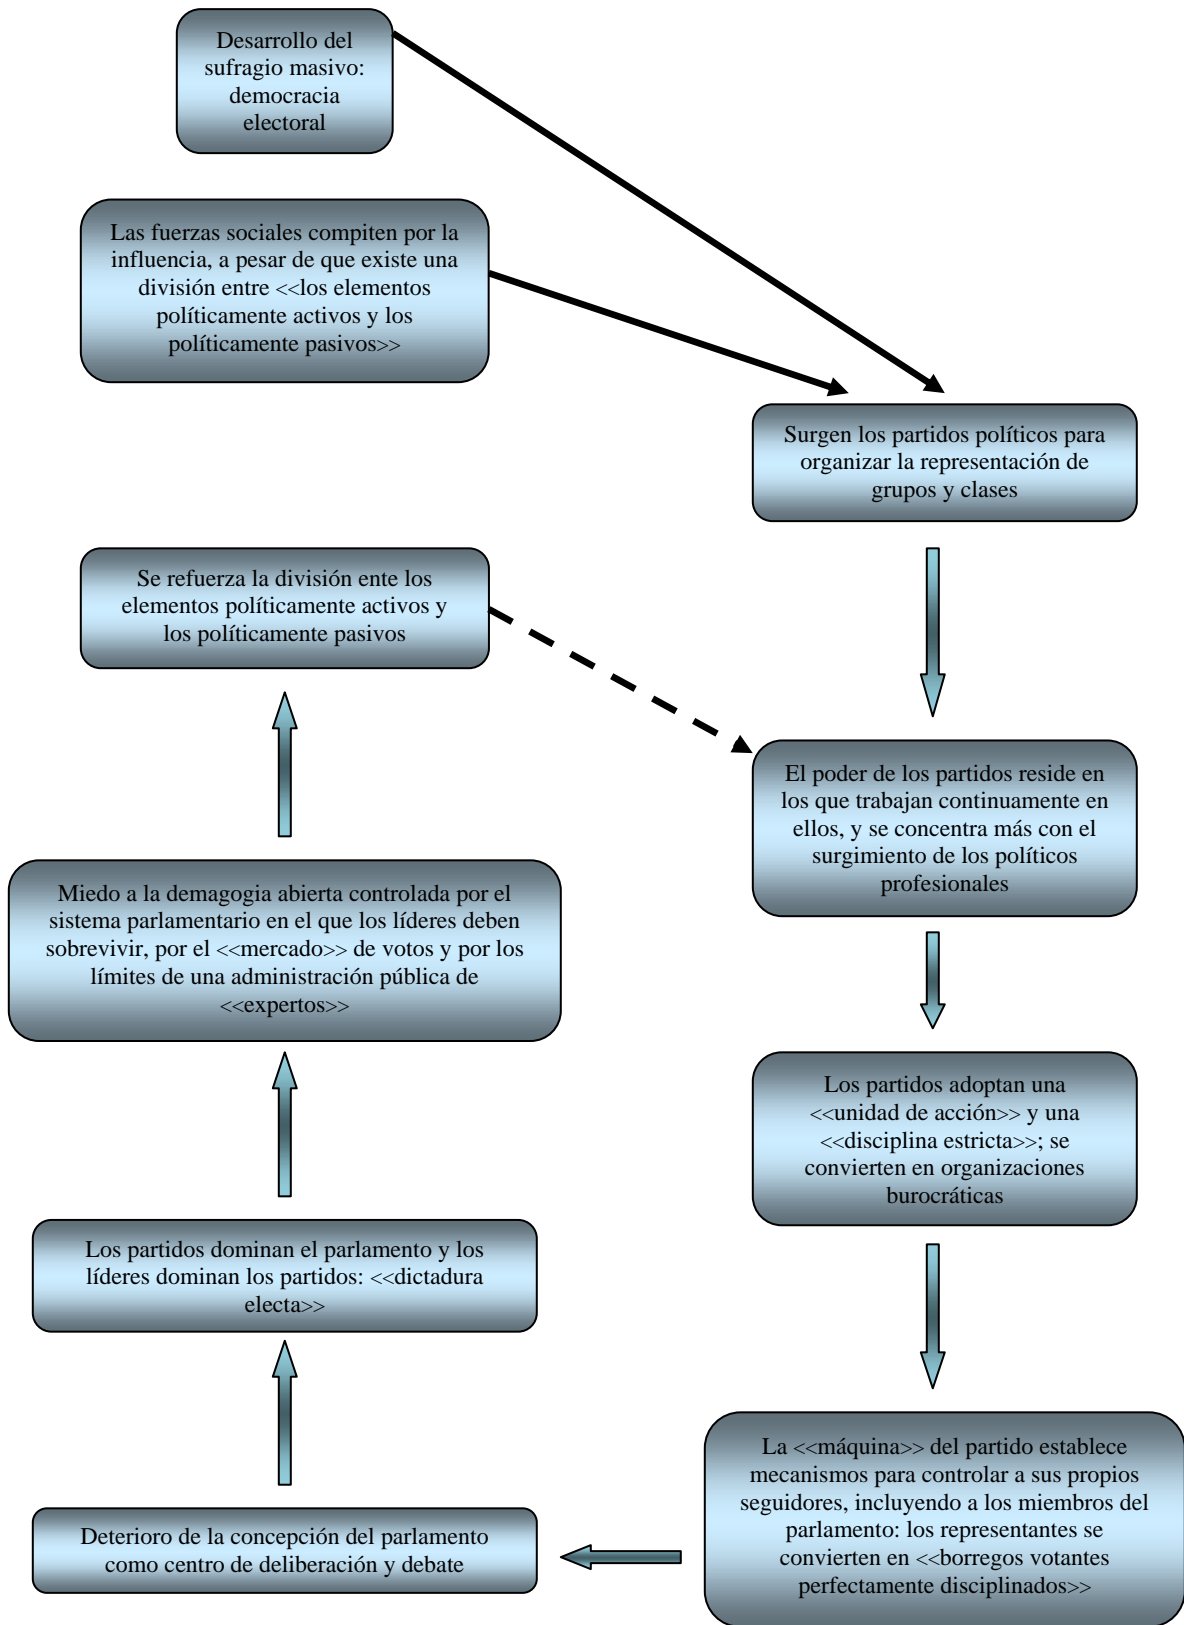 Desarrollo del
sufragio masivo:
democracia
electoral
Las fuerzas sociales compiten por la
influencia, a pesar de que existe una
división entre <<los elementos
políticamente activos y los
políticamente pasivos>>
Surgen los partidos políticos para
organizar la representación de
grupos y clases
Se refuerza la división ente los
elementos políticamente activos y
los políticamente pasivos
El poder de los partidos reside en
los que trabajan continuamente en
ellos, y se concentra más con el
surgimiento de los políticos
profesionales
Miedo a la demagogia abierta controlada por el
sistema parlamentario en el que los líderes deben
sobrevivir, por el <<mercado>> de votos y por los
límites de una administración pública de
<<expertos>>
Los partidos adoptan una
<<unidad de acción>> y una
<<disciplina estricta>>; se
convierten en organizaciones
burocráticas
Los partidos dominan el parlamento y los
líderes dominan los partidos: <<dictadura
electa>>
La <<máquina>> del partido establece
mecanismos para controlar a sus propios
seguidores, incluyendo a los miembros del
parlamento: los representantes se
convierten en <<borregos votantes
perfectamente disciplinados>>
Deterioro de la concepción del parlamento
como centro de deliberación y debate